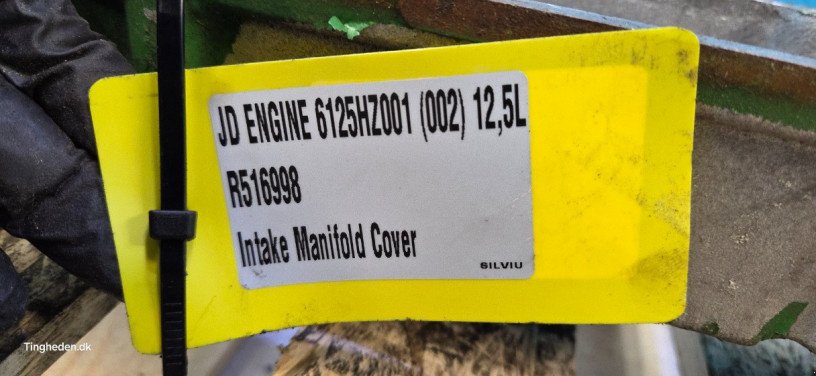 JD ENGINE 6125HZ001 (002) 12,5L
R516998
Intake Manifold Cover
SILVIU
Tingheden.dk